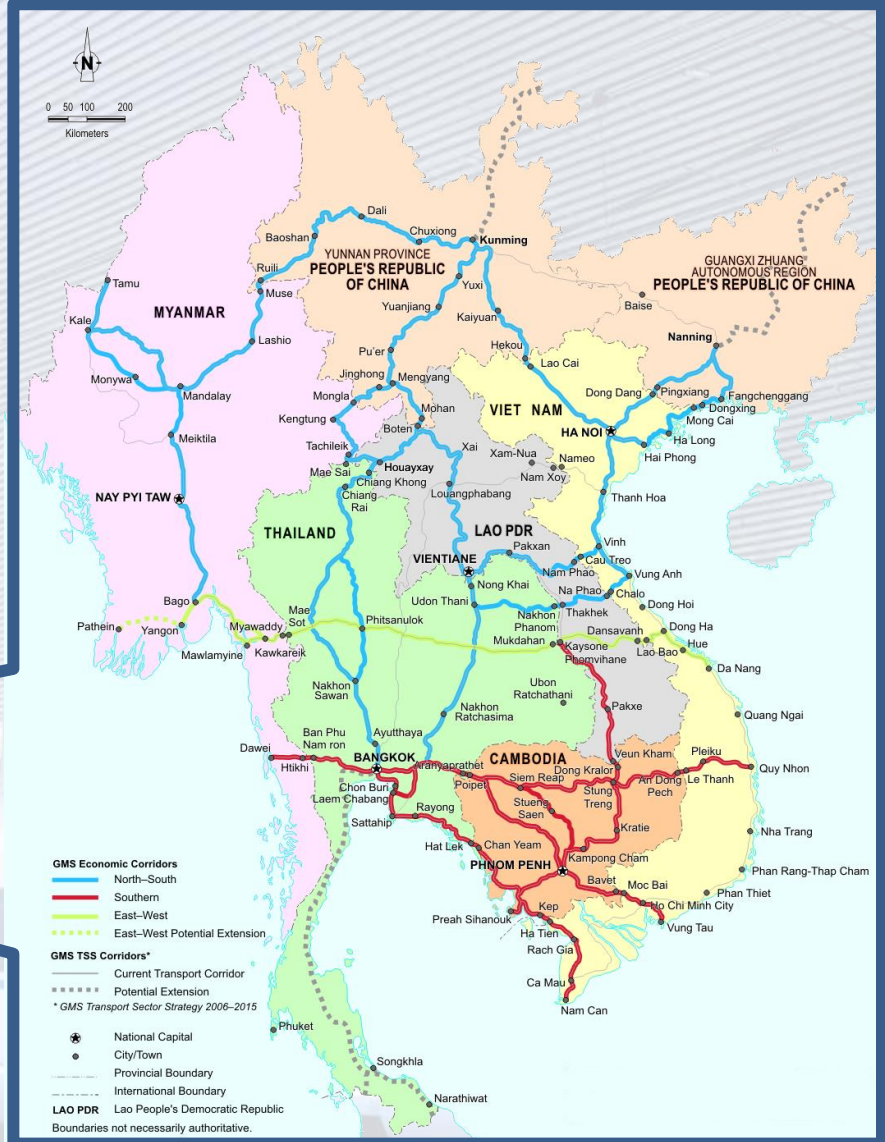 N
0 50 100 200
Kilometers
Dali
Chuxiong
Kunming
Baoshan
YUNNAN PROVINCE
PEOPLE'S REPUBLIC
OF CHINA
GUANGXI ZHUANG
AUTONOMOUS REGION
PEOPLE'S REPUBLIC OF CHINA
Ruili
Muse
Tamu
Yuxi
Baise
MYANMAR
Yuanjiang
Kaiyuan
Kale
Nanning
Lashio
Pu'er
Hekou
Lao Cai
Monywa
Mandalay
Jinghong
Mengyang
Dong Dang
Pingxiang
Fangchenggang
Mongla
Dongxing
Mong Cai
Kengtung
Mohan
VIET NAM
Meiktila
Boten
HA NOI
Ha Long
Hai Phong
Tachileik
Xai
Xam-Nua
Nameo
Nam Xoy
Mae Sai
Houayxay
Chiang Khong
Chiang
Rai
Louangphabang
Thanh Hoa
NAY PYI TAW
THAILAND
LAO PDR
VIENTIANE
Pakxan
Vinh
Cau Treo
Nam Phao
Vung Anh
Nong Khai
Na Phao
Chalo
Bago
Udon Thani
Nakhon
Phanom
Thakhek
Dong Hoi
Pathein
Yangon
Myawaddy
Mae
Sot
Phitsanulok
Mukdahan
Dansavanh
Dong Ha
Mawlamyine
Kawkareik
Kaysone
Phomvihane
Lao Bao
Hue
Da Nang
Nakhon
Sawan
Ubon
Ratchathani
Pakxe
Nakhon
Ratchasima
Quang Ngai
Ban Phu
Nam ron
Ayutthaya
Dawei
Htikhi
BANGKOK
Aranyaprathet
Poipet
CAMBODIA
Siem Reap
Dong Kralor
Veun Kham
Pleiku
Chon Buri
Laem Chabang
Stung
Treng
An Dong
Pech
Le Thanh
Quy Nhon
Rayong
Stueng
Saen
Sattahip
Kratie
Nha Trang
Hat Lek
Chan Yeam
Kampong Cham
PHNOM PENH
Bavet
Moc Bai
Phan Rang-Thap Cham
Phan Thiet
Ho Chi Minh City
Preah Sihanouk
Kep
Vung Tau
Ha Tien
Rach Gia
Ca Mau
Nam Can
Phuket
Songkhla
Narathiwat
GMS Economic Corridors
North–South
Southern
East–West
East–West Potential Extension
GMS TSS Corridors*
Current Transport Corridor
Potential Extension
* GMS Transport Sector Strategy 2006–2015
National Capital
City/Town
Provincial Boundary
International Boundary
LAO PDR Lao People's Democratic Republic
Boundaries not necessarily authoritative.